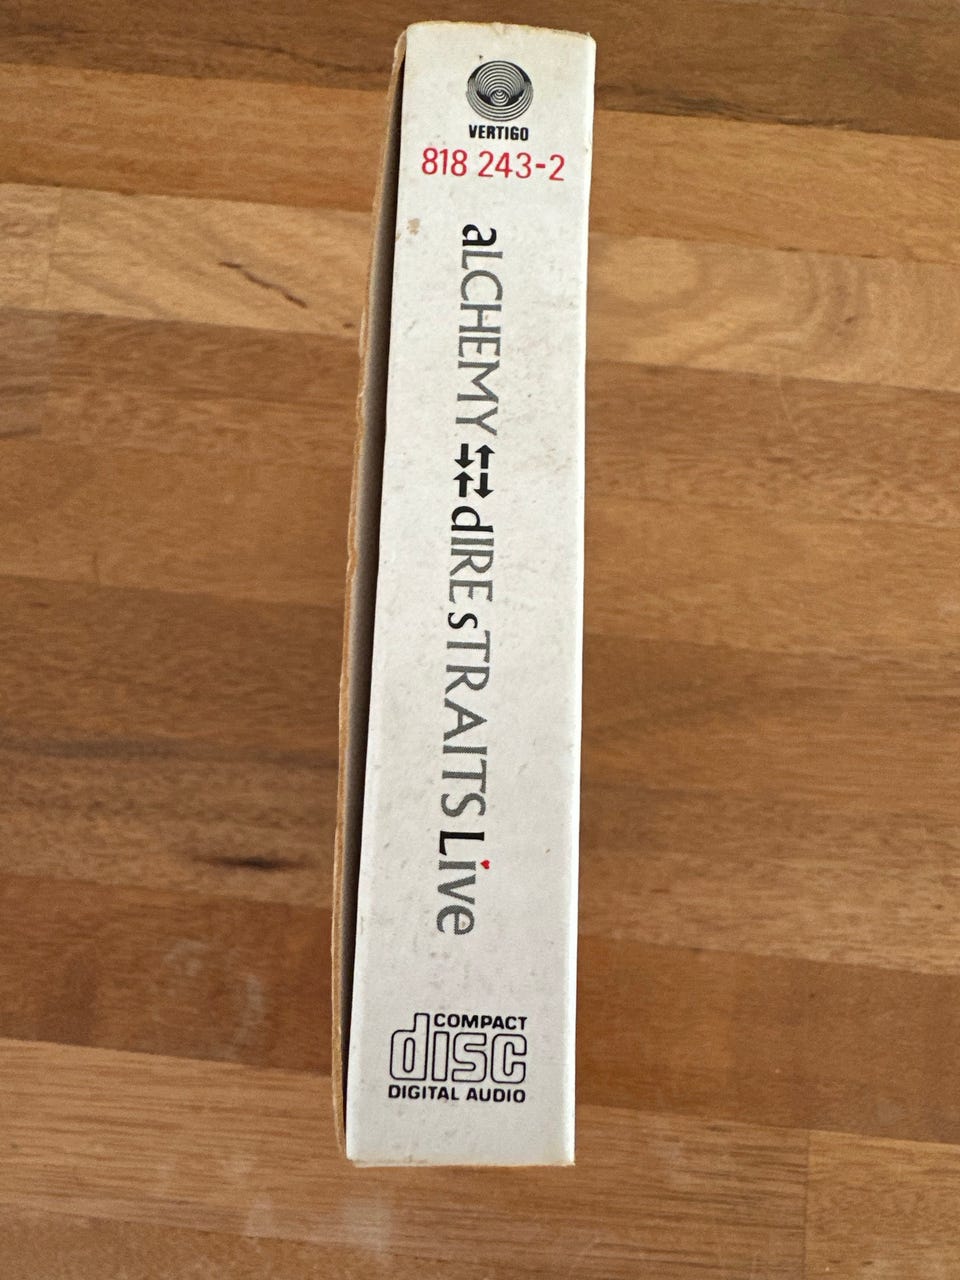 VERTIGO
818 243-2
aLCHEMY ⇅⇵ dIRE sTRAITS Live
COMPACT
disc
DIGITAL AUDIO